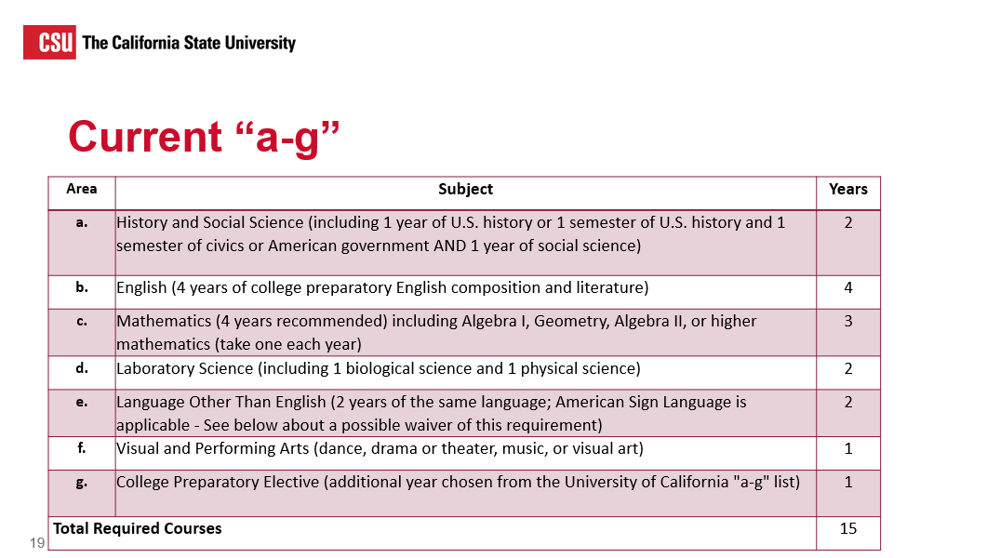 CSU The California State University
Current “a-g”
Area Subject Years
a. History and Social Science (including 1 year of U.S. history or 1 semester of U.S. history and 1 2
semester of civics or American government AND 1 year of social science)
b. English (4 years of college preparatory English composition and literature) 4
c. Mathematics (4 years recommended) including Algebra I, Geometry, Algebra II, or higher 3
mathematics (take one each year)
d. Laboratory Science (including 1 biological science and 1 physical science) 2
e. Language Other Than English (2 years of the same language; American Sign Language is 2
applicable - See below about a possible waiver of this requirement)
f. Visual and Performing Arts (dance, drama or theater, music, or visual art) 1
g. College Preparatory Elective (additional year chosen from the University of California "a-g" list) 1
Total Required Courses 15
19